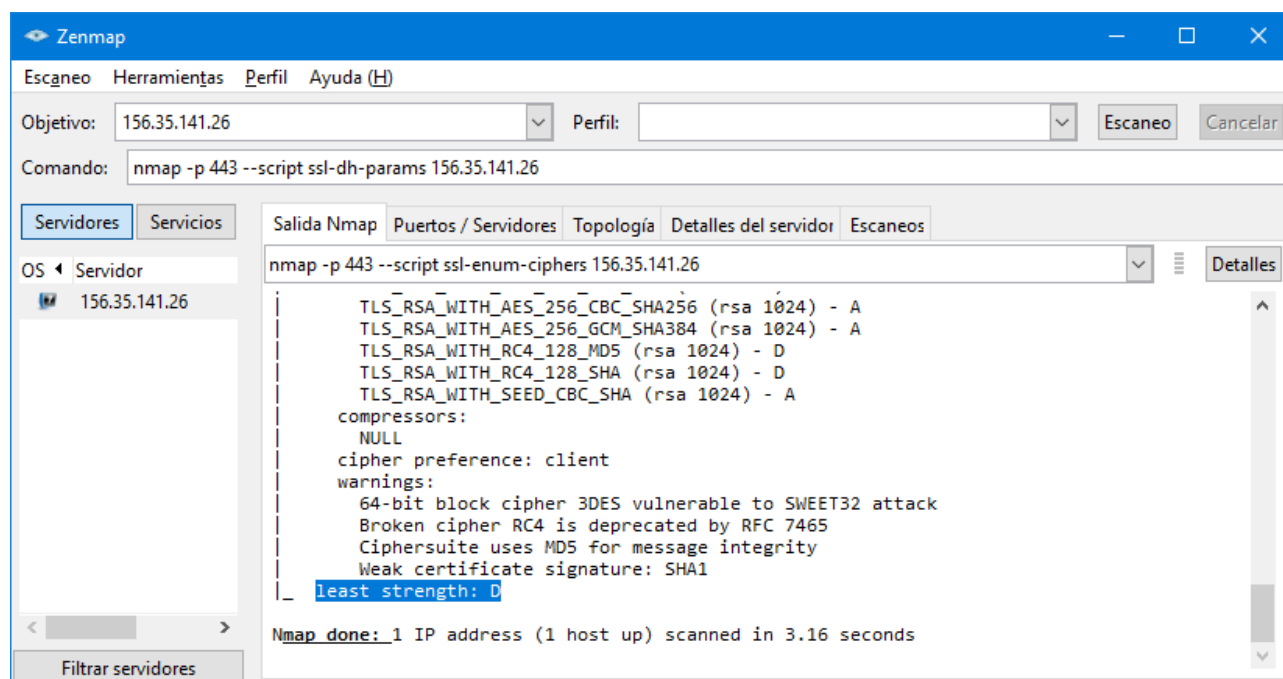 Zenmap
Escaneo Herramientas Perfil Ayuda (H)
Objetivo: 156.35.141.26 Perfil: Escaneo Cancelar
Comando: nmap -p 443 --script ssl-dh-params 156.35.141.26
Servidores Servicios Salida Nmap Puertos / Servidores Topología Detalles del servidor Escaneos
OS Servidor
156.35.141.26
nmap -p 443 --script ssl-enum-ciphers 156.35.141.26 Detalles
| TLS_RSA_WITH_AES_256_CBC_SHA256 (rsa 1024) - A
| TLS_RSA_WITH_AES_256_GCM_SHA384 (rsa 1024) - A
| TLS_RSA_WITH_RC4_128_MD5 (rsa 1024) - D
| TLS_RSA_WITH_RC4_128_SHA (rsa 1024) - D
| TLS_RSA_WITH_SEED_CBC_SHA (rsa 1024) - A
| compressors:
| NULL
| cipher preference: client
| warnings:
| 64-bit block cipher 3DES vulnerable to SWEET32 attack
| Broken cipher RC4 is deprecated by RFC 7465
| Ciphersuite uses MD5 for message integrity
| Weak certificate signature: SHA1
|_ least strength: D
Nmap done: 1 IP address (1 host up) scanned in 3.16 seconds
Filtrar servidores